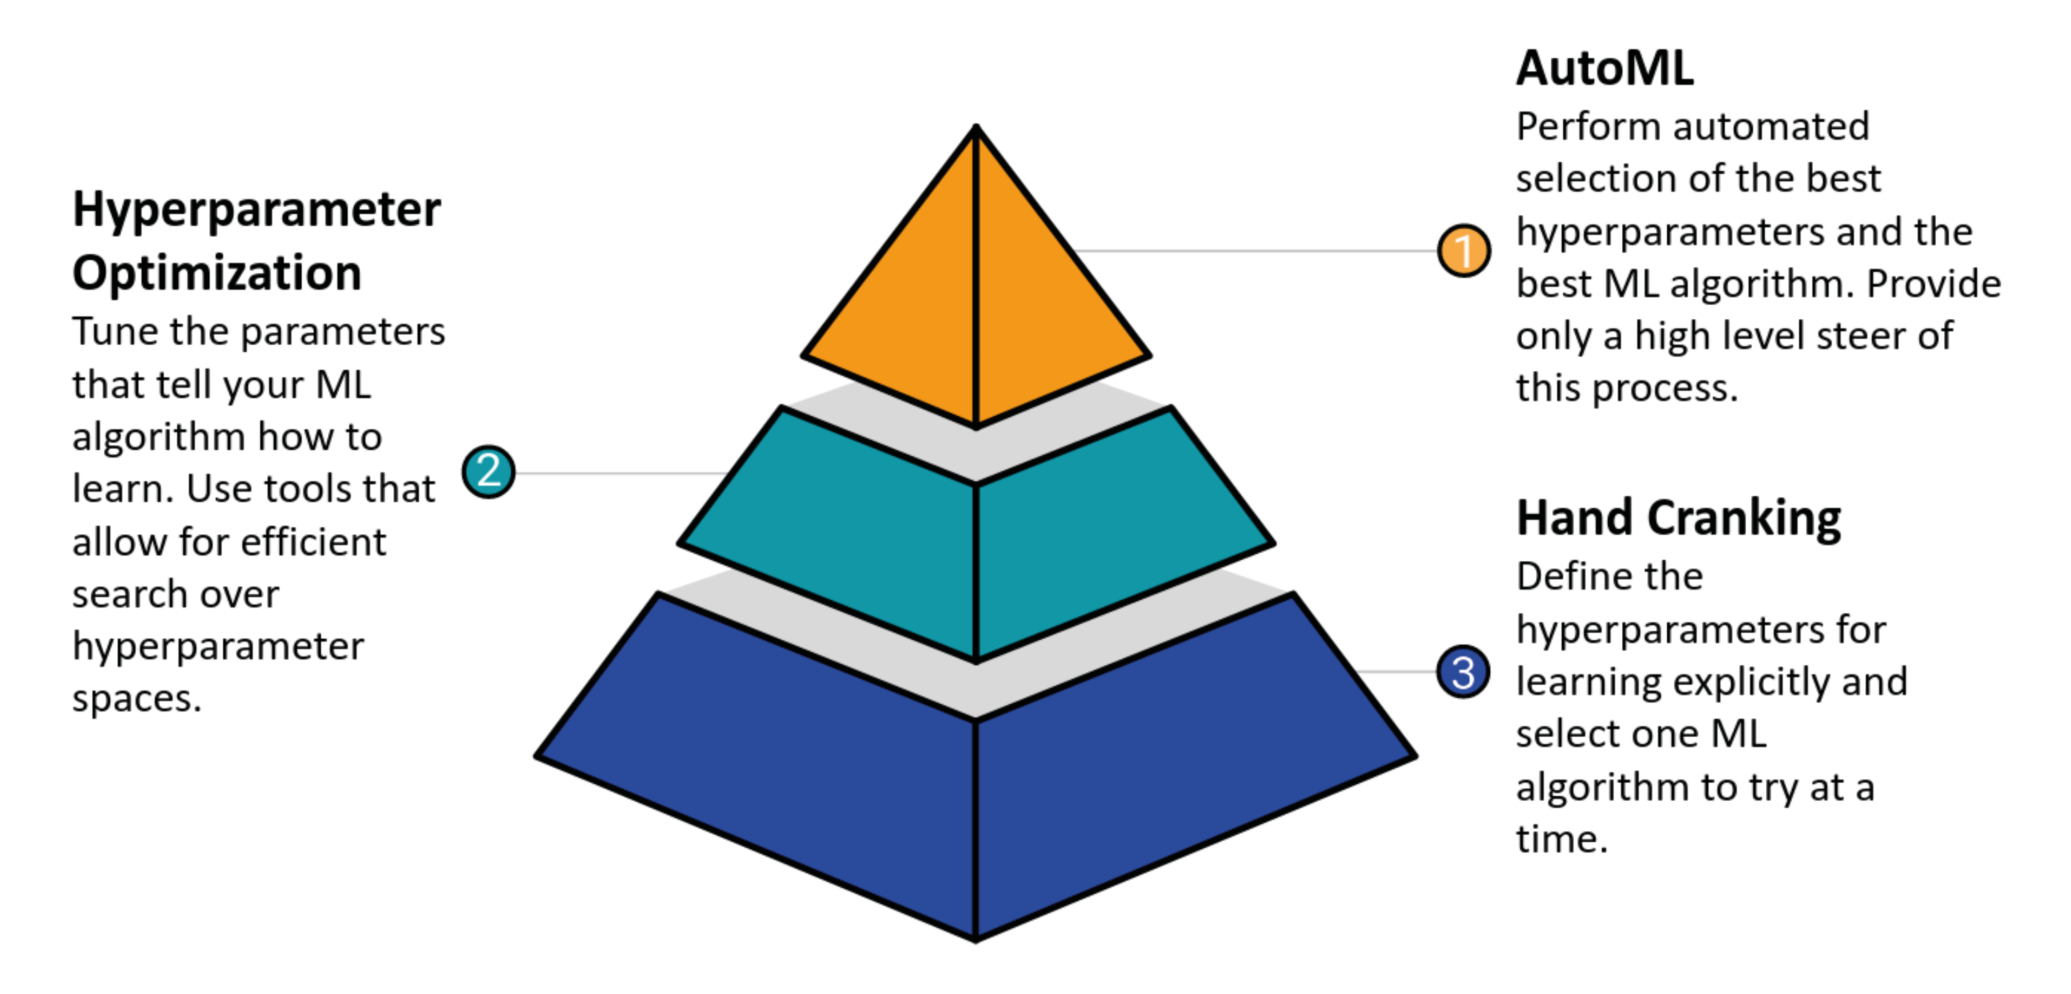 AutoML
Perform automated
selection of the best
hyperparameters and the
best ML algorithm. Provide
only a high level steer of
this process.
1
Hyperparameter
Optimization
Tune the parameters
that tell your ML
algorithm how to
learn. Use tools that
allow for efficient
search over
hyperparameter
spaces.
2
Hand Cranking
Define the
hyperparameters for
learning explicitly and
select one ML
algorithm to try at a
time.
3